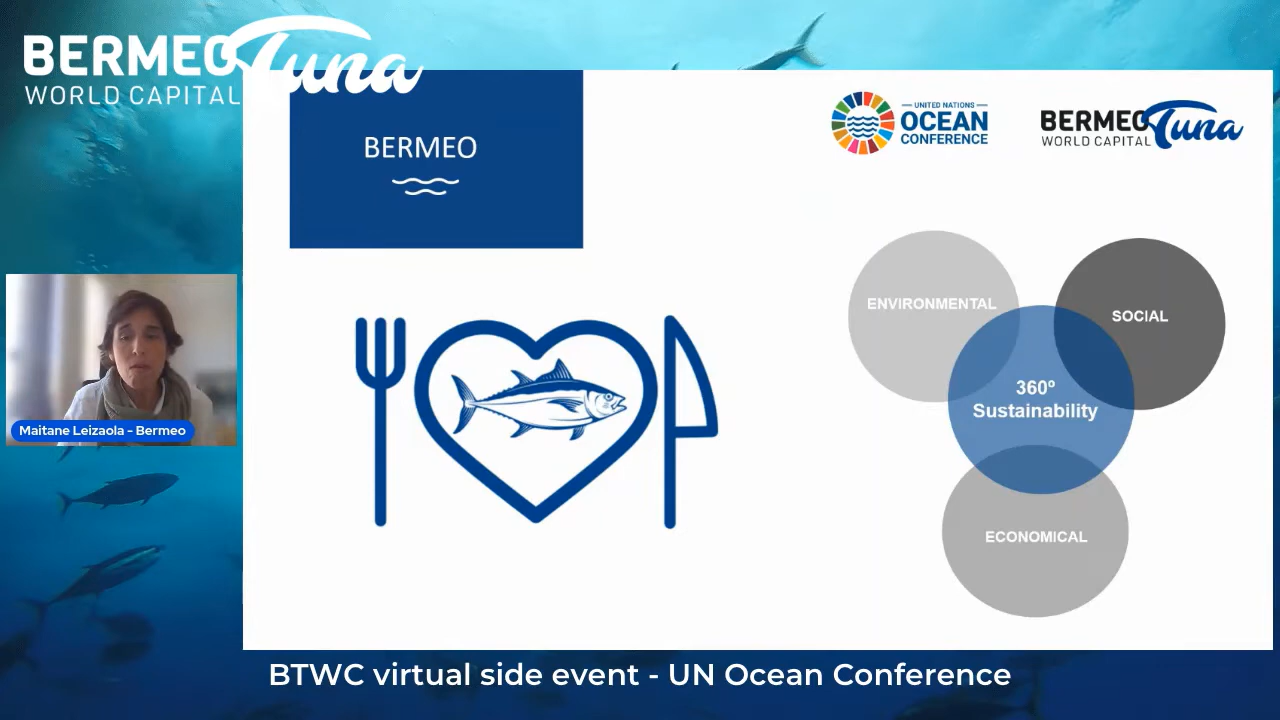 BERMEO Tuna
WORLD CAPITAL
BERMEO
UNITED NATIONS
OCEAN
CONFERENCE
BERMEO Tuna
WORLD CAPITAL
ENVIRONMENTAL
SOCIAL
360º
Sustainability
ECONOMICAL
Maitane Leizaola - Bermeo
BTWC virtual side event - UN Ocean Conference